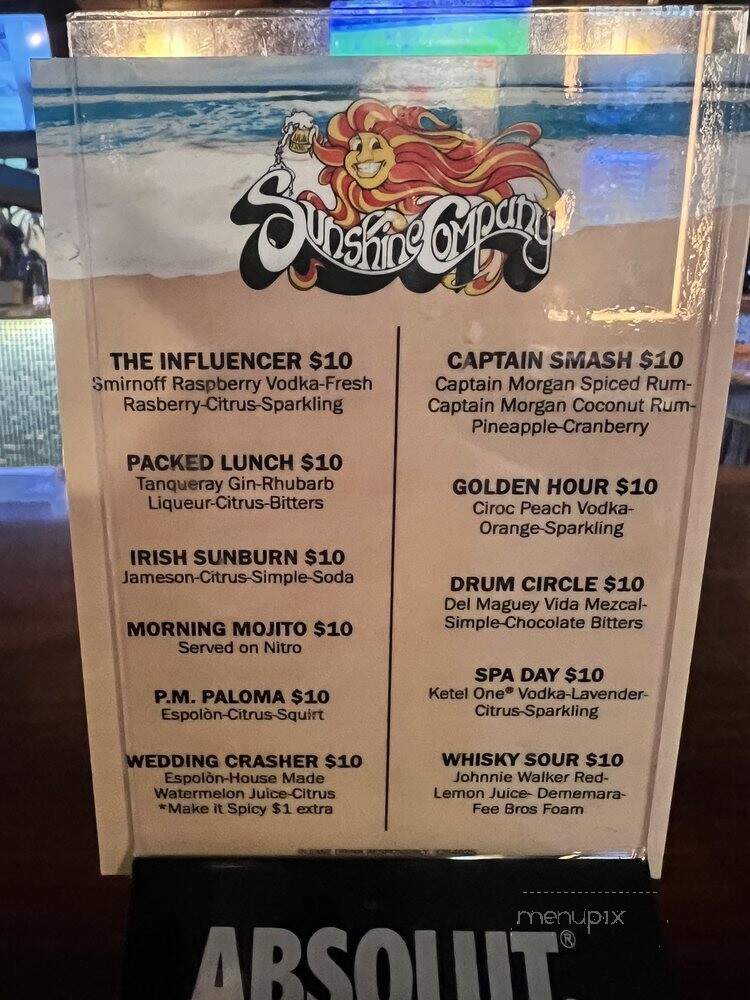 Sunshine Company
THE INFLUENCER $10
Smirnoff Raspberry Vodka-Fresh
Rasberry-Citrus-Sparkling
PACKED LUNCH $10
Tanqueray Gin-Rhubarb
Liqueur-Citrus-Bitters
IRISH SUNBURN $10
Jameson-Citrus-Simple-Soda
MORNING MOJITO $10
Served on Nitro
P.M. PALOMA $10
Espolòn-Citrus-Squirt
WEDDING CRASHER $10
Espolòn-House Made
Watermelon Juice-Citrus
*Make it Spicy $1 extra
CAPTAIN SMASH $10
Captain Morgan Spiced Rum-
Captain Morgan Coconut Rum-
Pineapple-Cranberry
GOLDEN HOUR $10
Ciroc Peach Vodka-
Orange-Sparkling
DRUM CIRCLE $10
Del Maguey Vida Mezcal-
Simple-Chocolate Bitters
SPA DAY $10
Ketel One® Vodka-Lavender-
Citrus-Sparkling
WHISKY SOUR $10
Johnnie Walker Red-
Lemon Juice- Dememara-
Fee Bros Foam
PLEASE DRINK RESPONSIBLY.
menupix
ABSOLUT®